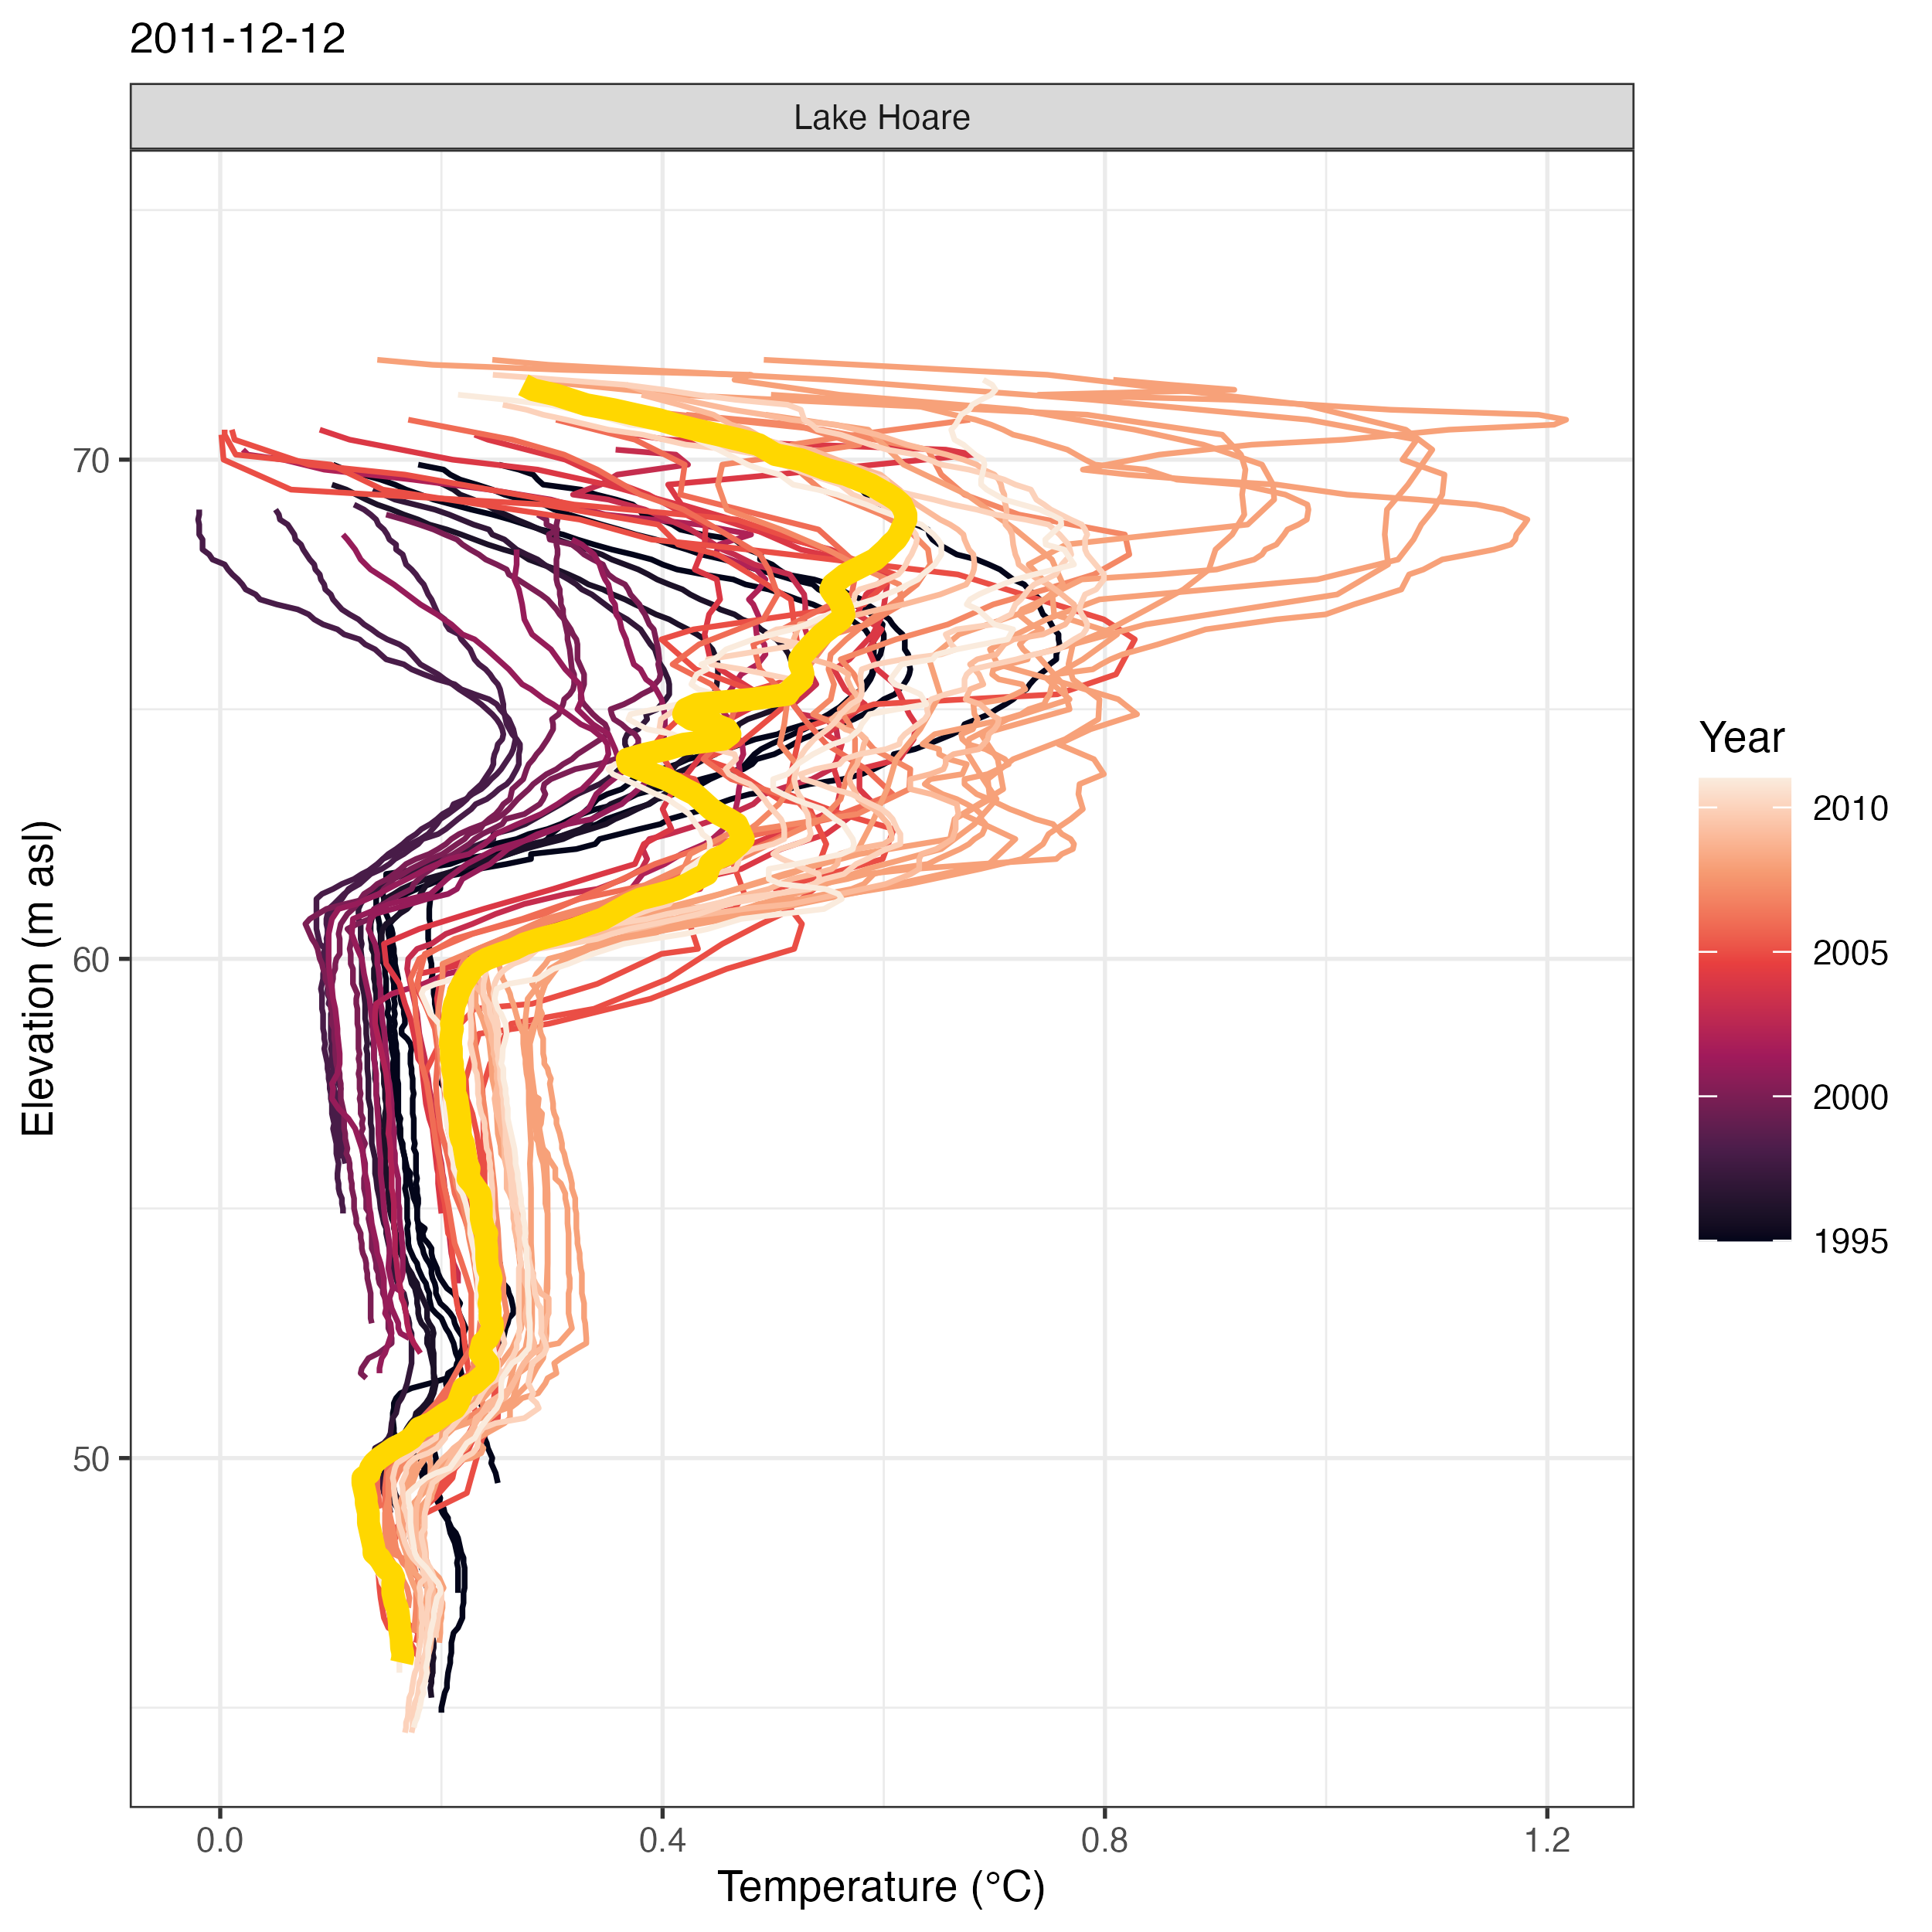 2011-12-12
Lake Hoare
Elevation (m asl)
70
60
50
0.0 0.4 0.8 1.2
Temperature (°C)
Year
2010
2005
2000
1995